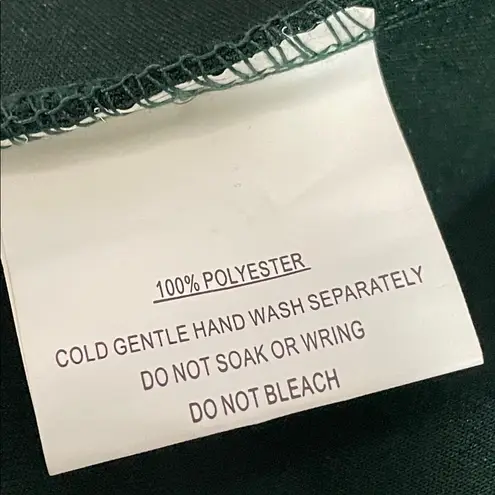 100% POLYESTER
COLD GENTLE HAND WASH SEPARATELY
DO NOT SOAK OR WRING
DO NOT BLEACH